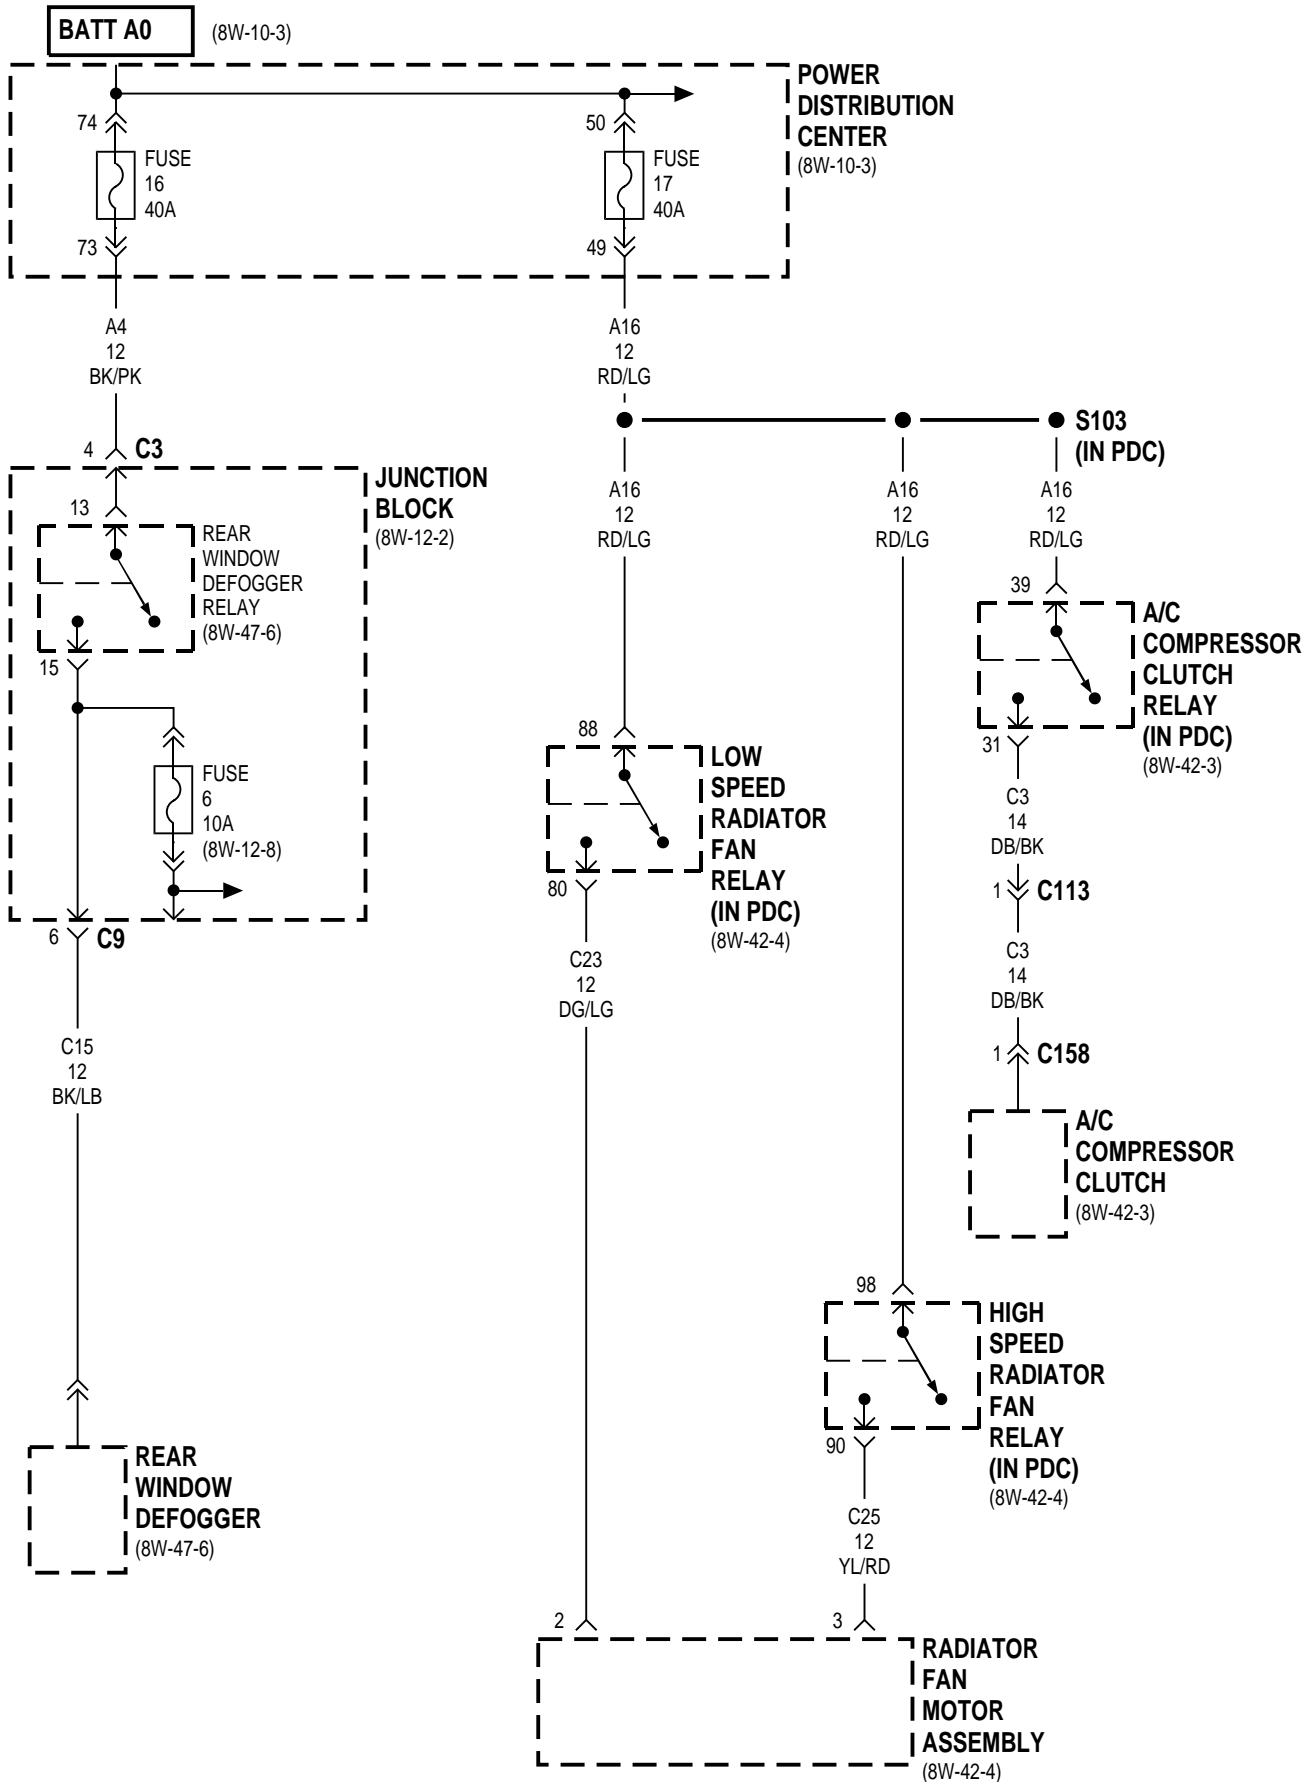 BATT A0
(8W-10-3)
POWER
DISTRIBUTION
CENTER
(8W-10-3)
74
FUSE
16
40A
73
50
FUSE
17
40A
49
A4
12
BK/PK
A16
12
RD/LG
S103
(IN PDC)
4
C3
JUNCTION
BLOCK
(8W-12-2)
13
REAR
WINDOW
DEFOGGER
RELAY
(8W-47-6)
15
FUSE
6
10A
(8W-12-8)
6
C9
C15
12
BK/LB
REAR
WINDOW
DEFOGGER
(8W-47-6)
A16
12
RD/LG
88
LOW
SPEED
RADIATOR
FAN
RELAY
(IN PDC)
(8W-42-4)
80
C23
12
DG/LG
2
A16
12
RD/LG
98
HIGH
SPEED
RADIATOR
FAN
RELAY
(IN PDC)
(8W-42-4)
90
C25
12
YL/RD
3
A16
12
RD/LG
39
A/C
COMPRESSOR
CLUTCH
RELAY
(IN PDC)
(8W-42-3)
31
C3
14
DB/BK
1
C113
C3
14
DB/BK
1
C158
A/C
COMPRESSOR
CLUTCH
(8W-42-3)
RADIATOR
FAN
MOTOR
ASSEMBLY
(8W-42-4)